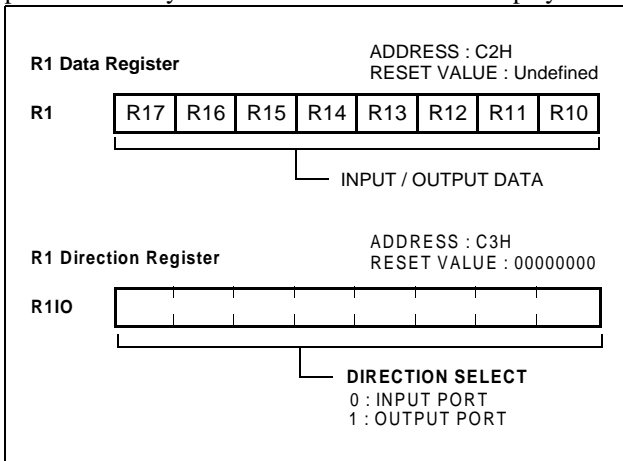 R1 Data Register
ADDRESS : C2H
RESET VALUE : Undefined
R1
R17 R16 R15 R14 R13 R12 R11 R10
INPUT / OUTPUT DATA
R1 Direction Register
ADDRESS : C3H
RESET VALUE : 00000000
R1IO
DIRECTION SELECT
0 : INPUT PORT
1 : OUTPUT PORT